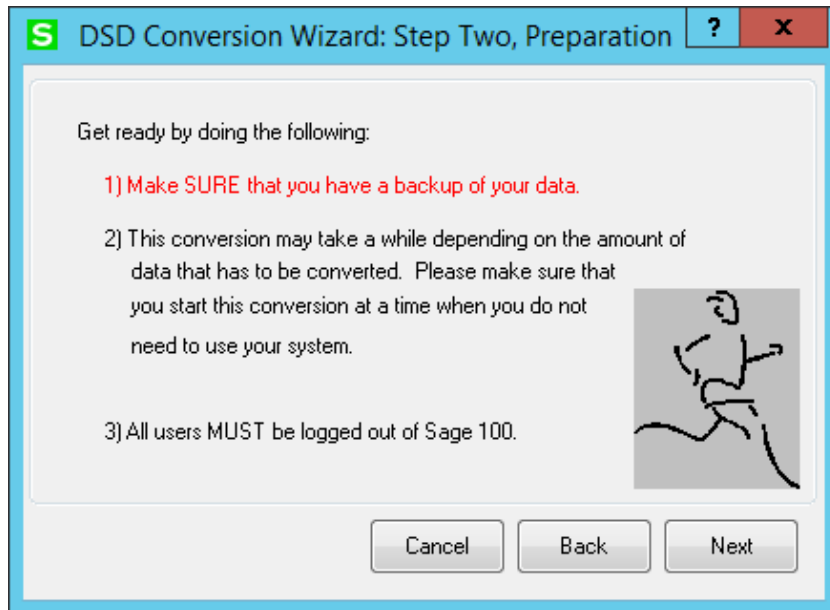 S DSD Conversion Wizard: Step Two, Preparation ? x
Get ready by doing the following:
1) Make SURE that you have a backup of your data.
2) This conversion may take a while depending on the amount of
data that has to be converted.  Please make sure that
you start this conversion at a time when you do not
need to use your system.
3) All users MUST be logged out of Sage 100.
Cancel Back Next